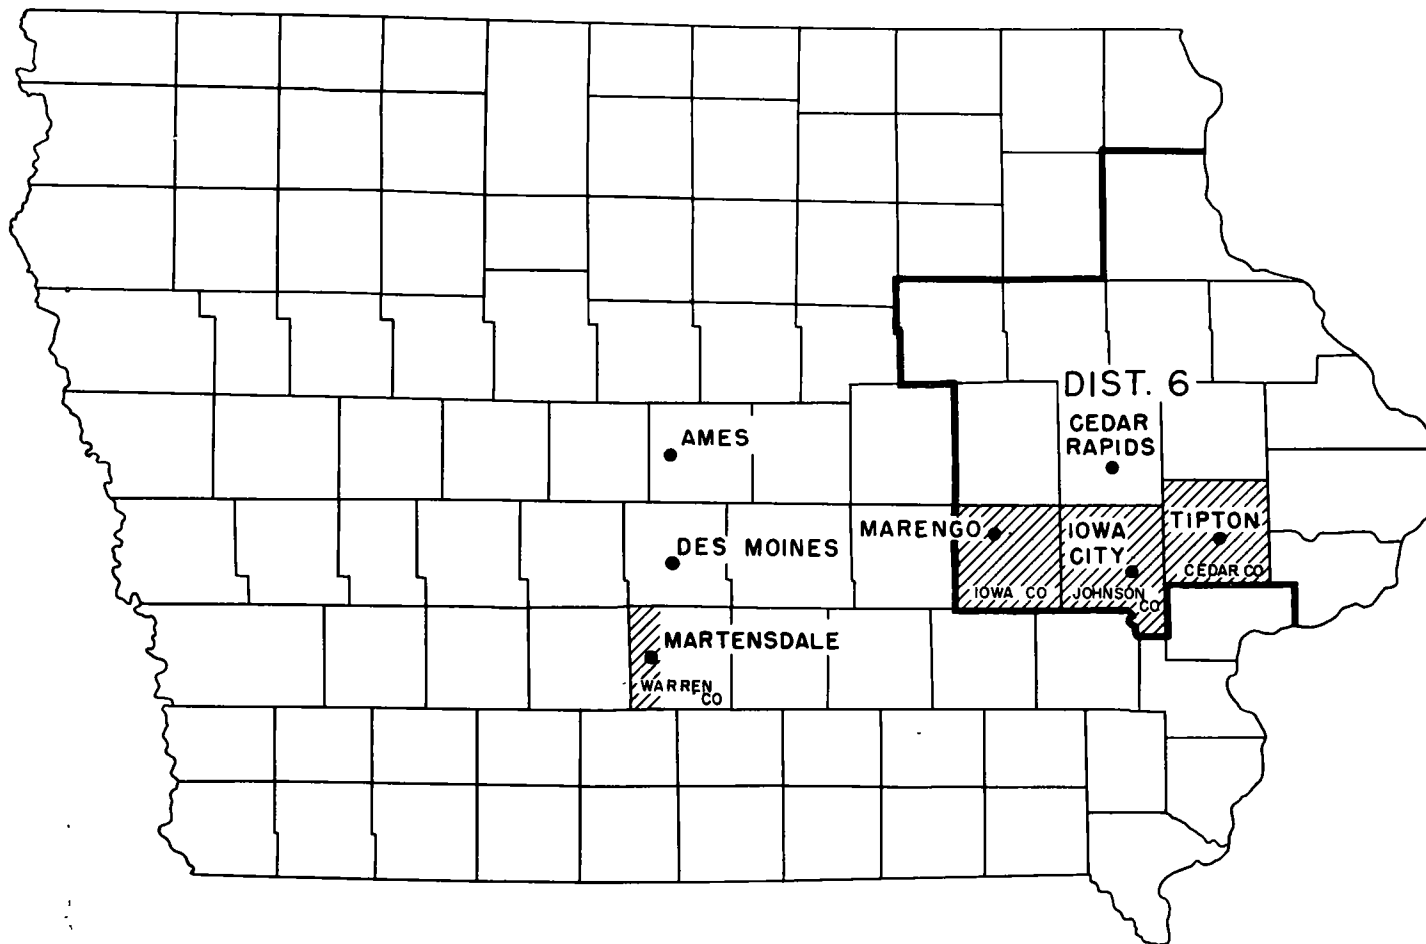 DIST. 6
CEDAR
RAPIDS
AMES
MARENGO
IOWA
CITY
TIPTON
DES MOINES
CEDAR CO
IOWA CO
JOHNSON
CO
MARTENSDALE
WARREN
CO